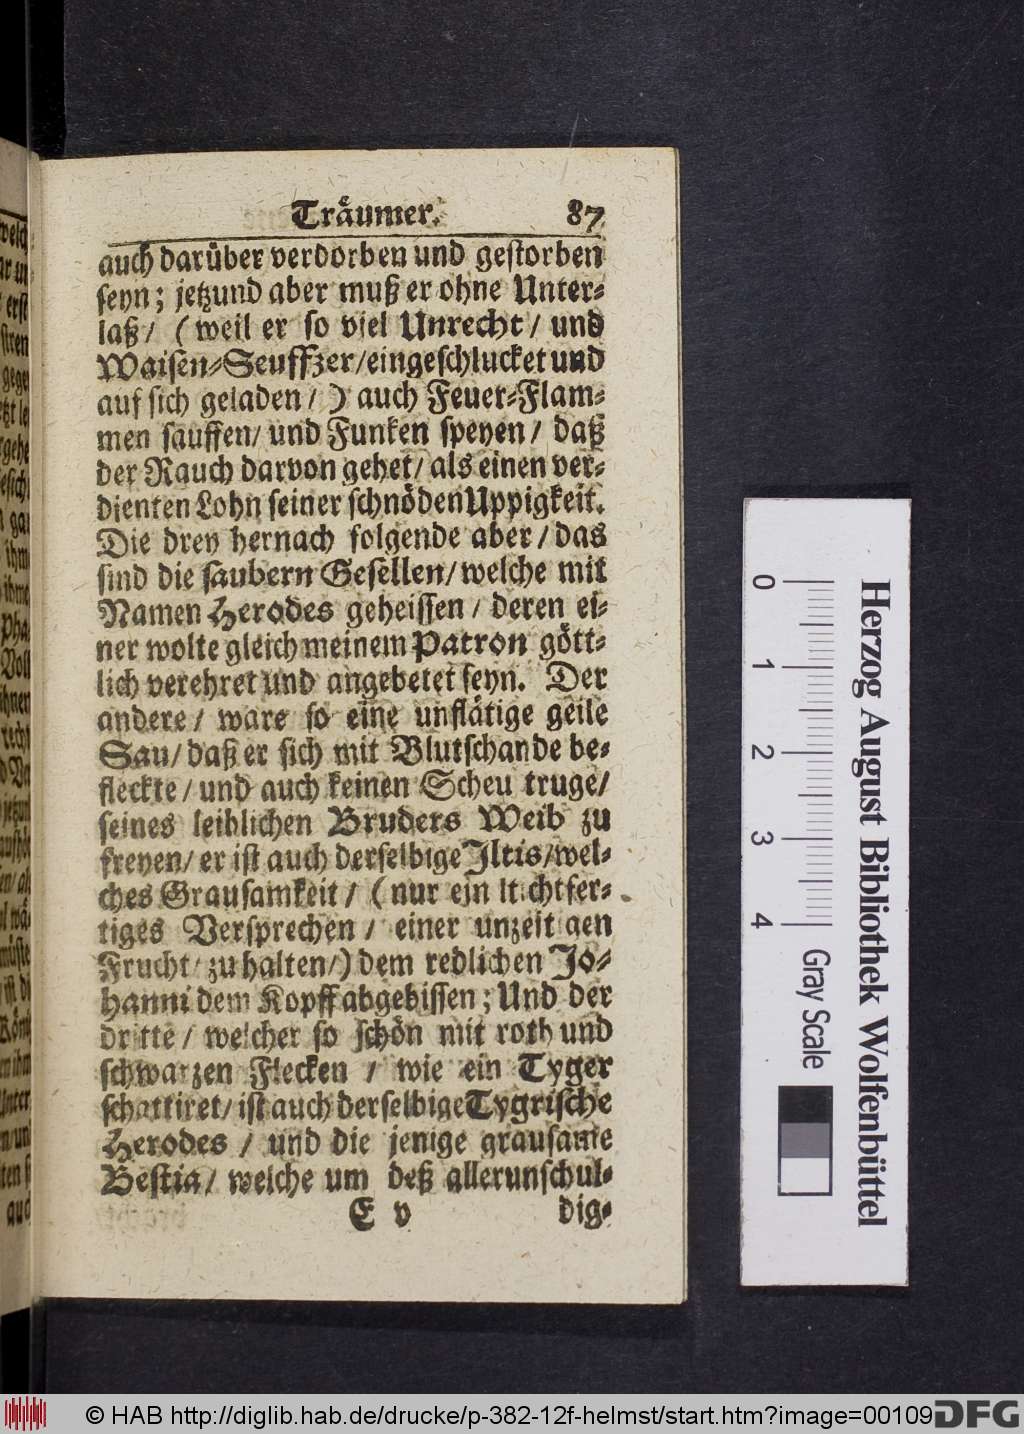 Träumer. 87
auch darüber verdorben und gestorben
seyn; jetzund aber muß er ohne Unter-
laß/ (weil er so viel Unrecht/ und
Waisen-Seuffzer/eingeschlucket und
auf sich geladen/) auch Feuer-Flam-
men sauffen/ und Funken speyen/ daß
der Rauch darvon gehet/ als einen ver-
dienten Lohn seiner schnöden Uppigkeit.
Die drey hernach folgende aber/ das
sind die saubern Gesellen/ welche mit
Namen Herodes geheissen/ deren ei-
ner wolte gleich meinem Patron gött-
lich verehret und angebetet seyn. Der
andere/ ware so eine unflätige geile
Sau/ daß er sich mit Blutschande be-
fleckte/ und auch keinen Scheu truge/
seines leiblichen Bruders Weib zu
freyen/ er ist auch derselbige Iltis/wel-
ches Grausamkeit/ (nur ein lichtfer-
tiges Versprechen/ einer unzeitigen
Frucht/ zu halten/) dem redlichen Jo-
hanni dem Kopff abgebissen; Und der
dritte/ welcher so schön mit roth und
schwarzen Flecken/ wie ein Tyger
schattiret/ ist auch derselbige Tygrische
Herodes/ und die jenige grausame
Bestia/ welche um deß allerunschul-
E v dig-
0 1 2 3 4
Herzog August Bibliothek Wolfenbüttel
Gray Scale
© HAB http://diglib.hab.de/drucke/p-382-12f-helmst/start.htm?image=00109
DFG